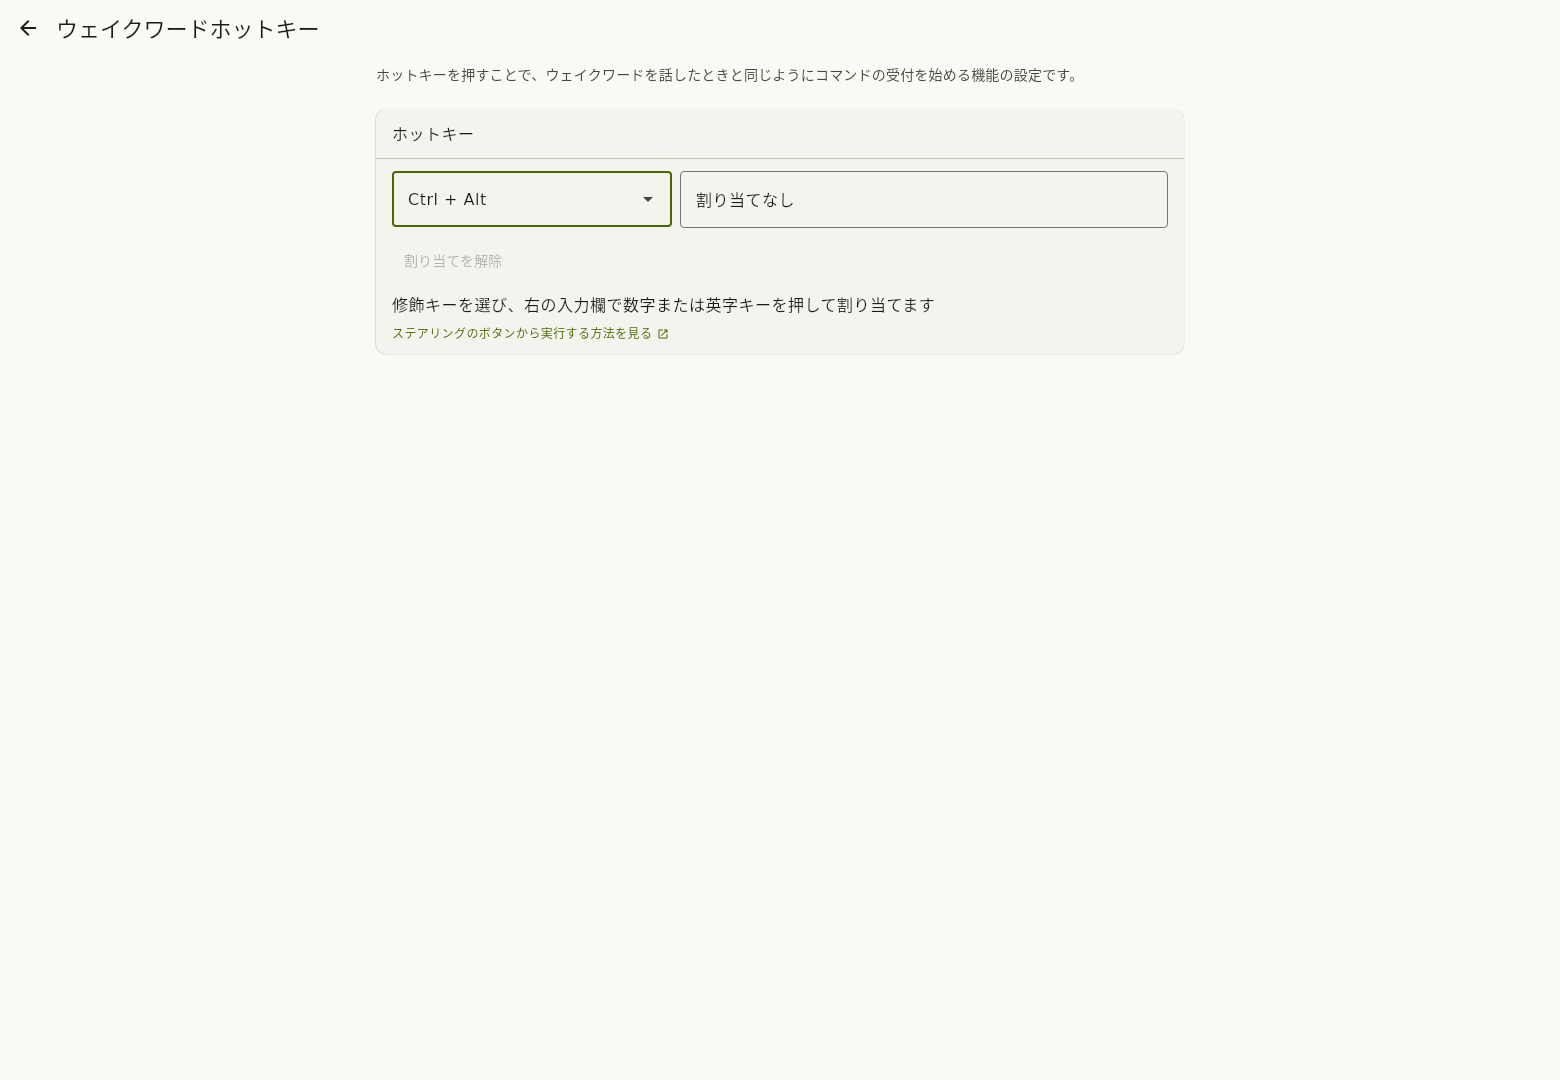 ウェイクワードホットキー
ホットキーを押すことで、ウェイクワードを話したときと同じようにコマンドの受付を始める機能の設定です。
ホットキー
Ctrl + Alt
割り当てなし
割り当てを解除
修飾キーを選び、右の入力欄で数字または英字キーを押して割り当てます
ステアリングのボタンから実行する方法を見る